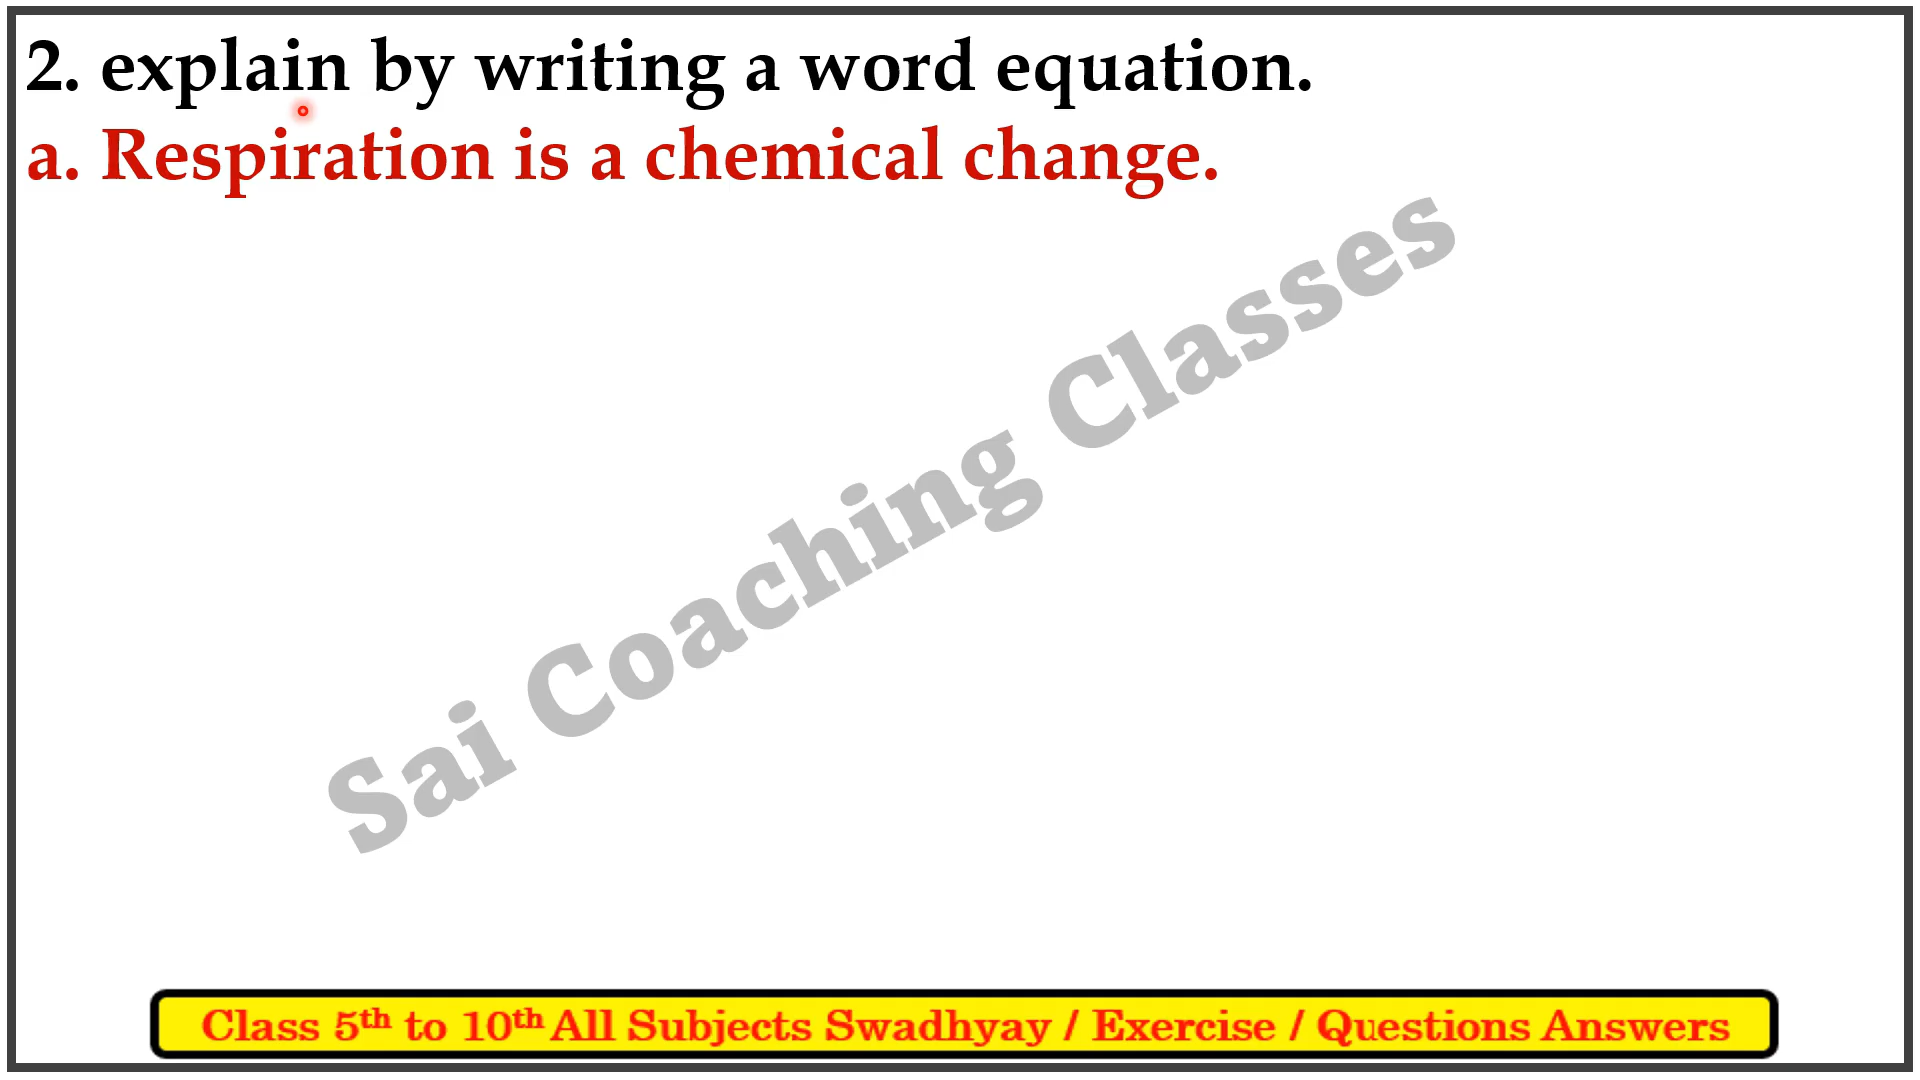 2. explain by writing a word equation.
a. Respiration is a chemical change.
Sai Coaching Classes
Class 5th to 10th All Subjects Swadhyay / Exercise / Questions Answers